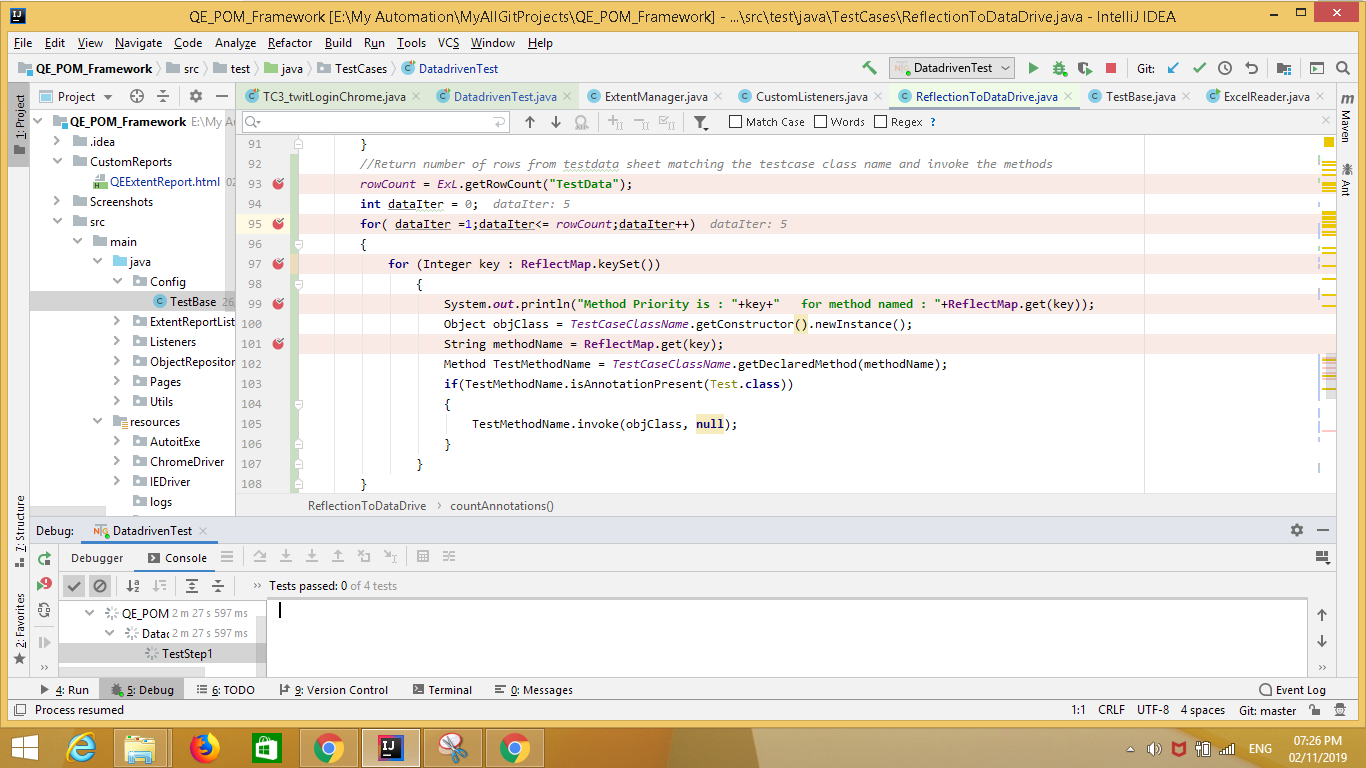 QE_POM_Framework [E:\My Automation\MyAllGitProjects\QE_POM_Framework] - ...\src\test\java\TestCases\ReflectionToDataDrive.java - IntelliJ IDEA
File Edit View Navigate Code Analyze Refactor Build Run Tools VCS Window Help
QE_POM_Framework src test java TestCases DatadrivenTest DatadrivenTest Git:
1: Project
Project
TC3_twitLoginChrome.java DatadrivenTest.java ExtentManager.java CustomListeners.java ReflectionToDataDrive.java TestBase.java ExcelReader.java
Match Case Words Regex ?
Maven
Ant
QE_POM_Framework E:\My A
.idea
CustomReports
QEExtentReport.html 02
Screenshots
src
main
java
Config
TestBase 26
ExtentReportList
Listeners
ObjectRepositor
Pages
Utils
resources
AutoitExe
ChromeDriver
IEDriver
logs
91 }
92 //Return number of rows from testdata sheet matching the testcase class name and invoke the methods
93 rowCount = ExL.getRowCount("TestData");
94 int dataIter = 0; dataIter: 5
95 for( dataIter =1;dataIter<= rowCount;dataIter++) dataIter: 5
96 {
97 for (Integer key : ReflectMap.keySet())
98 {
99 System.out.println("Method Priority is : "+key+" for method named : "+ReflectMap.get(key));
100 Object objClass = TestCaseClassName.getConstructor().newInstance();
101 String methodName = ReflectMap.get(key);
102 Method TestMethodName = TestCaseClassName.getDeclaredMethod(methodName);
103 if(TestMethodName.isAnnotationPresent(Test.class))
104 {
105 TestMethodName.invoke(objClass, null);
106 }
107 }
108 }
ReflectionToDataDrive > countAnnotations()
7: Structure
2: Favorites
Debug: DatadrivenTest
Debugger Console
Tests passed: 0 of 4 tests
QE_POM 2 m 27 s 597 ms
Datac 2 m 27 s 597 ms
TestStep1
4: Run 5: Debug 6: TODO 9: Version Control Terminal 0: Messages Event Log
Process resumed 1:1 CRLF UTF-8 4 spaces Git: master
ENG
07:26 PM
02/11/2019